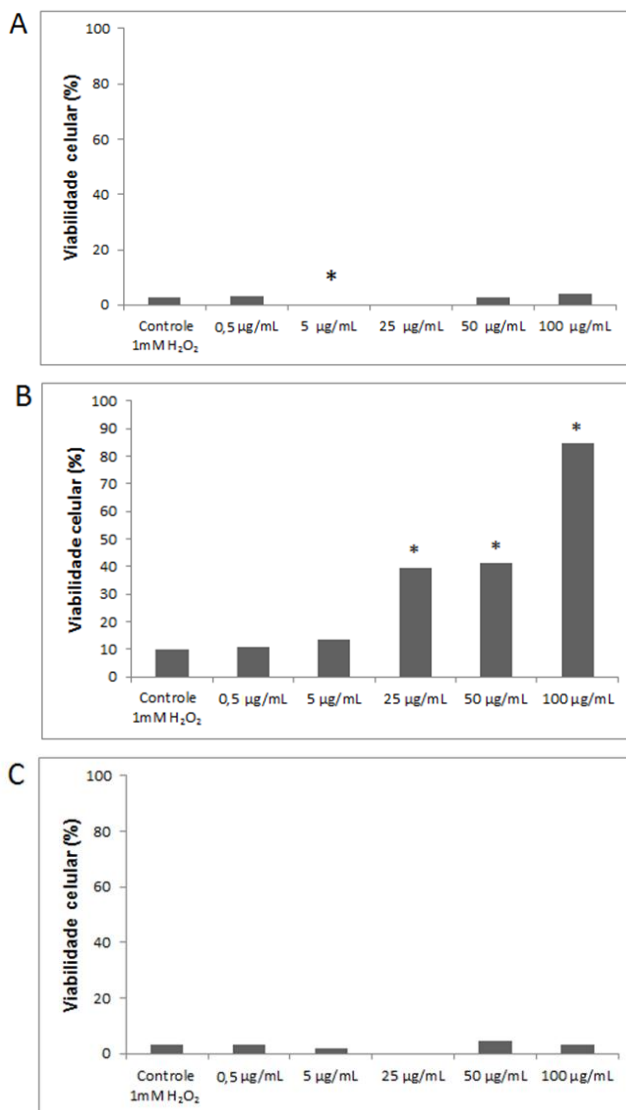 A
Viabilidade celular (%)
100
80
60
40
20
0
*
Controle 0,5 µg/mL 5 µg/mL 25 µg/mL 50 µg/mL 100 µg/mL
1mM H₂O₂
B
Viabilidade celular (%)
100
90
80
70
60
50
40
30
20
10
0
* * *
Controle 0,5 µg/mL 5 µg/mL 25 µg/mL 50 µg/mL 100 µg/mL
1mM H₂O₂
C
Viabilidade celular (%)
100
80
60
40
20
0
Controle 0,5 µg/mL 5 µg/mL 25 µg/mL 50 µg/mL 100 µg/mL
1mM H₂O₂